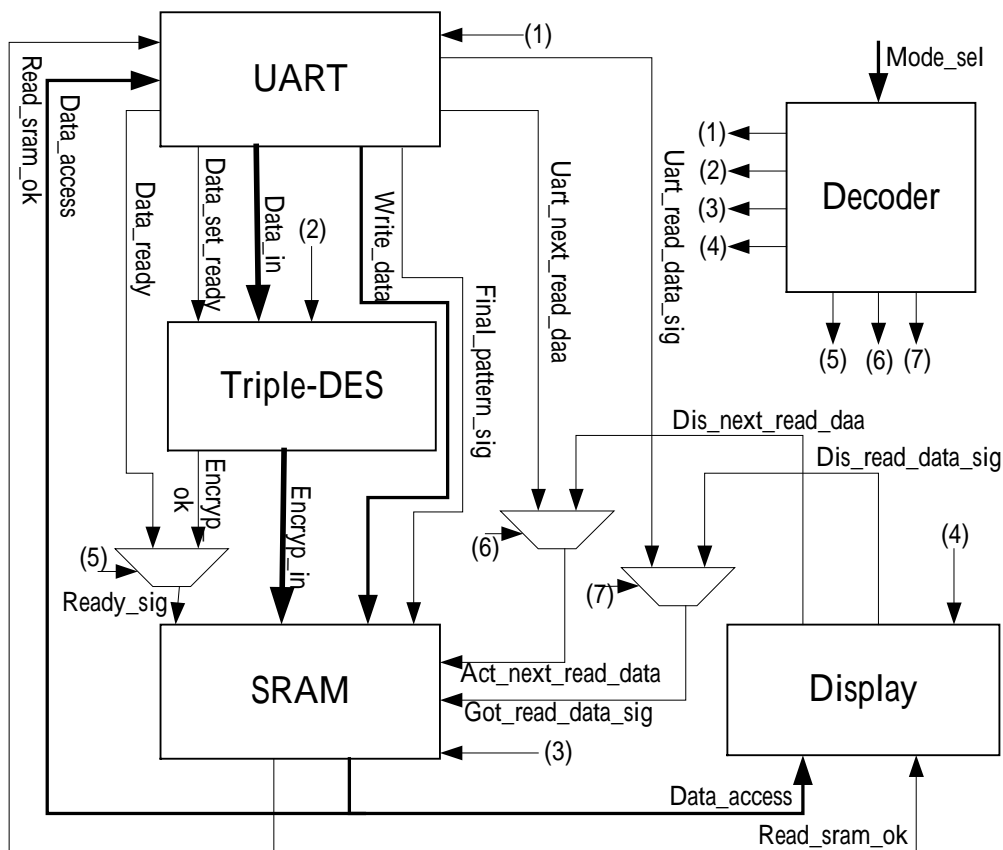 (1)
UART
Mode_sel
Read_sram_ok
Data_access
Data_ready
Data_set_ready
Data_in
(2)
Write_data
Final_pattern_sig
Uart_next_read_daa
Uart_read_data_sig
(1)
(2)
(3)
(4)
Decoder
(5)
(6)
(7)
Triple-DES
Dis_next_read_daa
Dis_read_data_sig
Encryp_
ok
Encryp_in
(5)
(6)
(7)
(4)
Ready_sig
SRAM
Act_next_read_data
Got_read_data_sig
(3)
Display
Data_access
Read_sram_ok